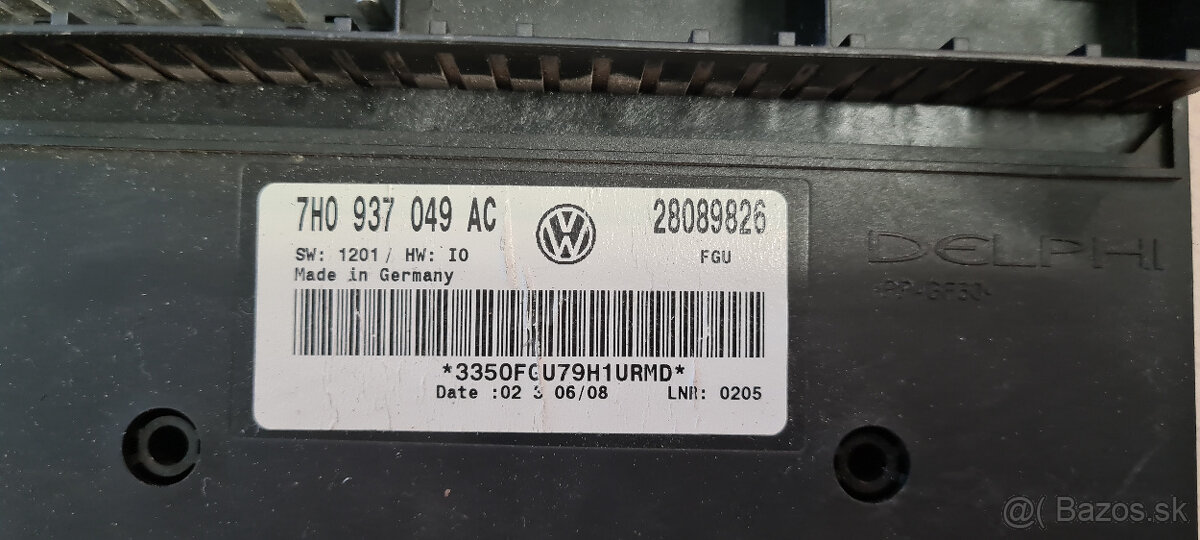 7H0 937 049 AC
28089826
SW: 1201/ HW: IO
FGU
Made in Germany
*3350FGU79H1URMD*
Date :02 3 06/08
LNR: 0205
DELPHI
Bazos.sk